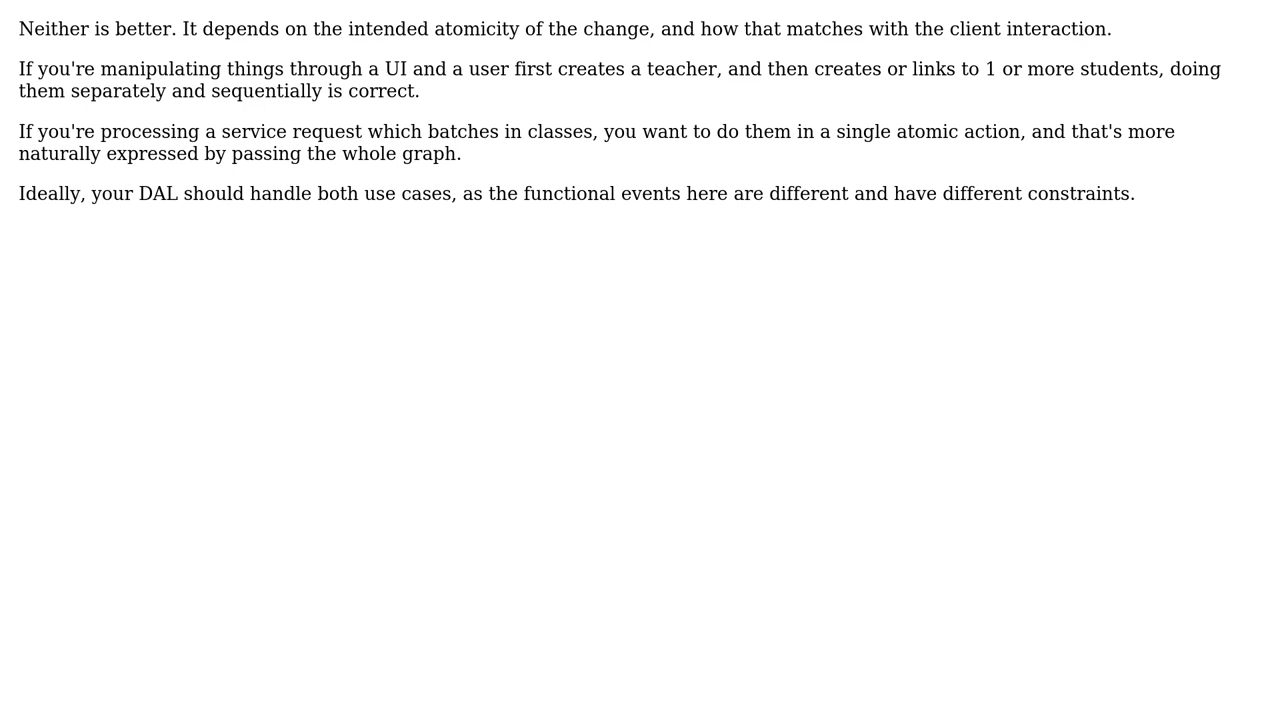 Neither is better. It depends on the intended atomicity of the change, and how that matches with the client interaction.
If you're manipulating things through a UI and a user first creates a teacher, and then creates or links to 1 or more students, doing
them separately and sequentially is correct.
If you're processing a service request which batches in classes, you want to do them in a single atomic action, and that's more
naturally expressed by passing the whole graph.
Ideally, your DAL should handle both use cases, as the functional events here are different and have different constraints.